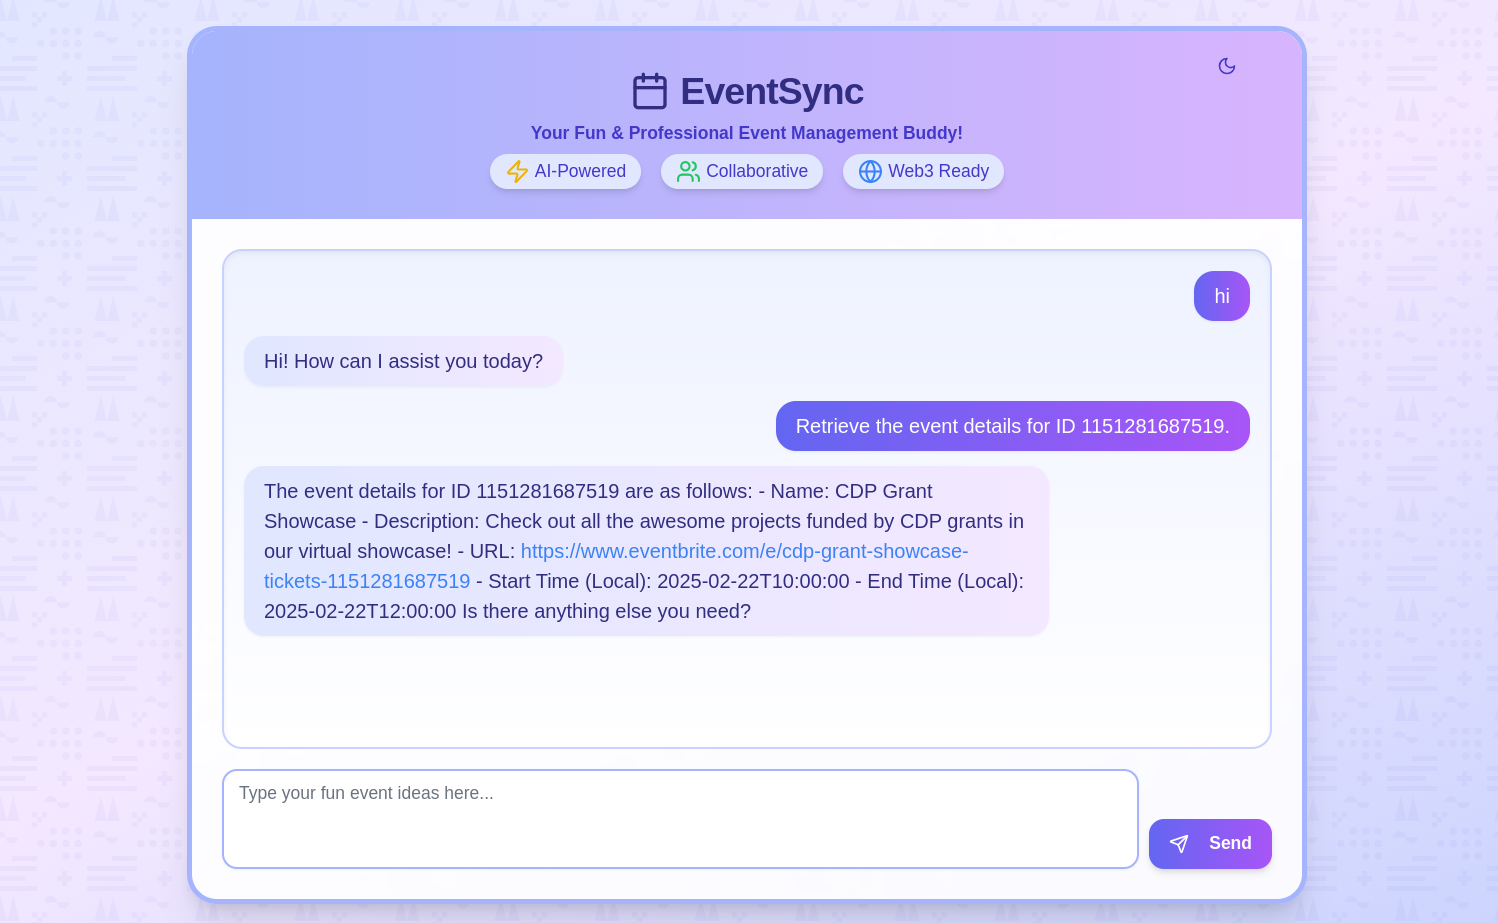 EventSync
Your Fun & Professional Event Management Buddy!
AI-Powered
Collaborative
Web3 Ready
hi
Hi! How can I assist you today?
Retrieve the event details for ID 1151281687519.
The event details for ID 1151281687519 are as follows: - Name: CDP Grant
Showcase - Description: Check out all the awesome projects funded by CDP grants in
our virtual showcase! - URL: https://www.eventbrite.com/e/cdp-grant-showcase-
tickets-1151281687519 - Start Time (Local): 2025-02-22T10:00:00 - End Time (Local):
2025-02-22T12:00:00 Is there anything else you need?
Type your fun event ideas here...
Send